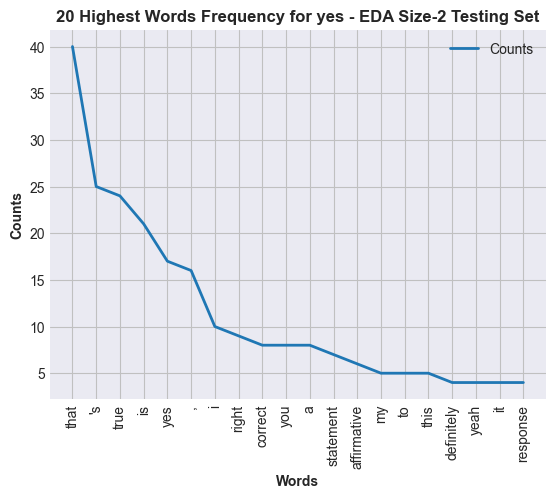 20 Highest Words Frequency for yes - EDA Size-2 Testing Set
Counts
40
35
30
25
20
15
10
5
Counts
that
's
true
is
yes
,
i
right
correct
you
a
statement
affirmative
my
to
this
definitely
yeah
it
response
Words